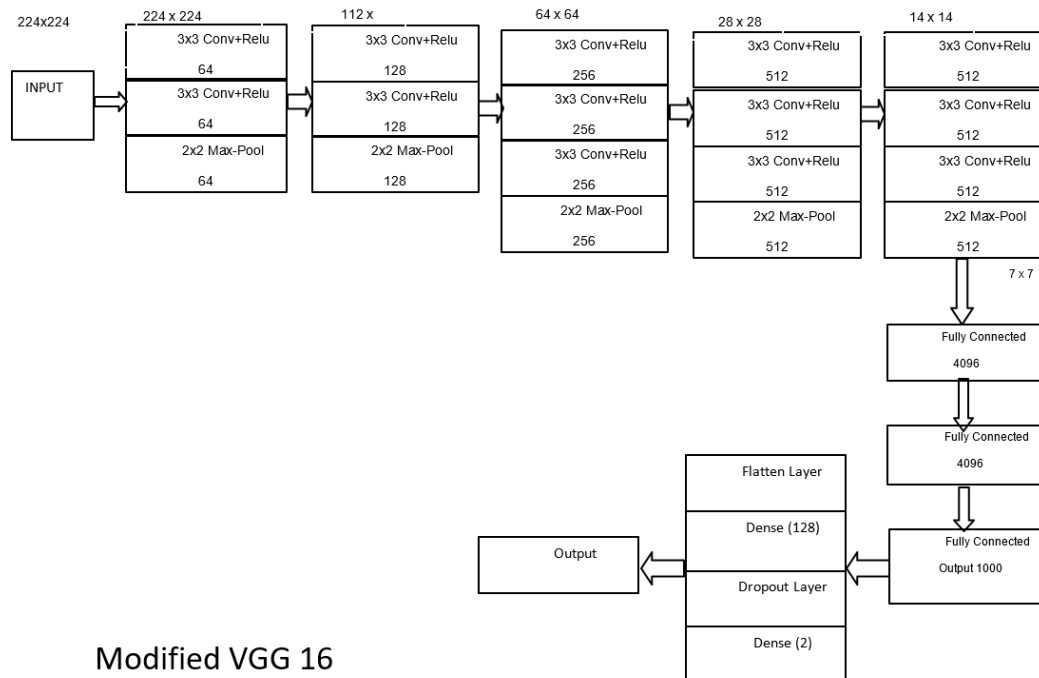 224x224
INPUT
224 x 224
3x3 Conv+Relu
64
3x3 Conv+Relu
64
2x2 Max-Pool
64
112 x
3x3 Conv+Relu
128
3x3 Conv+Relu
128
2x2 Max-Pool
128
64 x 64
3x3 Conv+Relu
256
3x3 Conv+Relu
256
3x3 Conv+Relu
256
2x2 Max-Pool
256
28 x 28
3x3 Conv+Relu
512
3x3 Conv+Relu
512
3x3 Conv+Relu
512
2x2 Max-Pool
512
14 x 14
3x3 Conv+Relu
512
3x3 Conv+Relu
512
3x3 Conv+Relu
512
2x2 Max-Pool
512
7 x 7
Fully Connected
4096
Fully Connected
4096
Fully Connected
Output 1000
Flatten Layer
Dense (128)
Dropout Layer
Dense (2)
Output
Modified VGG 16